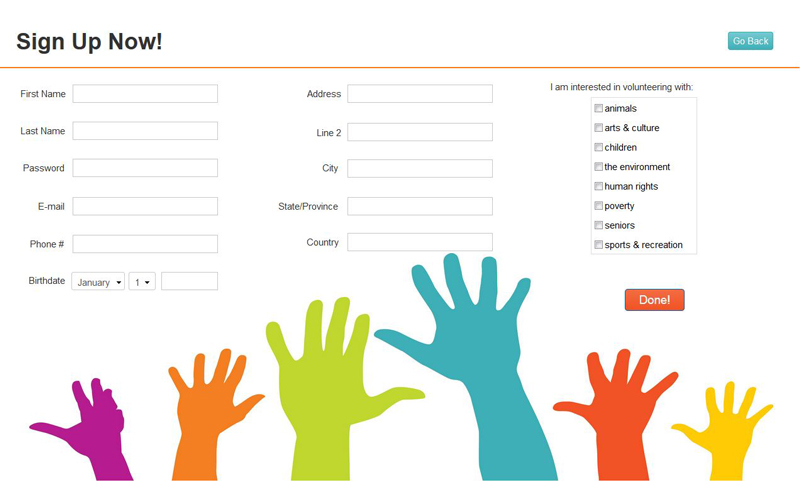 Sign Up Now!
Go Back
First Name
Last Name
Password
E-mail
Phone #
Birthdate January 1
Address
Line 2
City
State/Province
Country
I am interested in volunteering with:
animals
arts & culture
children
the environment
human rights
poverty
seniors
sports & recreation
Done!